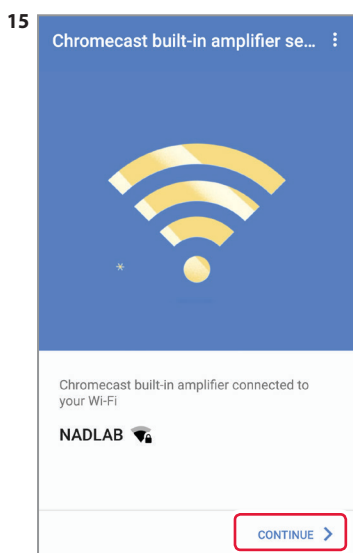 15
Chromecast built-in amplifier se...
Chromecast built-in amplifier connected to
your Wi-Fi
NADLAB
CONTINUE